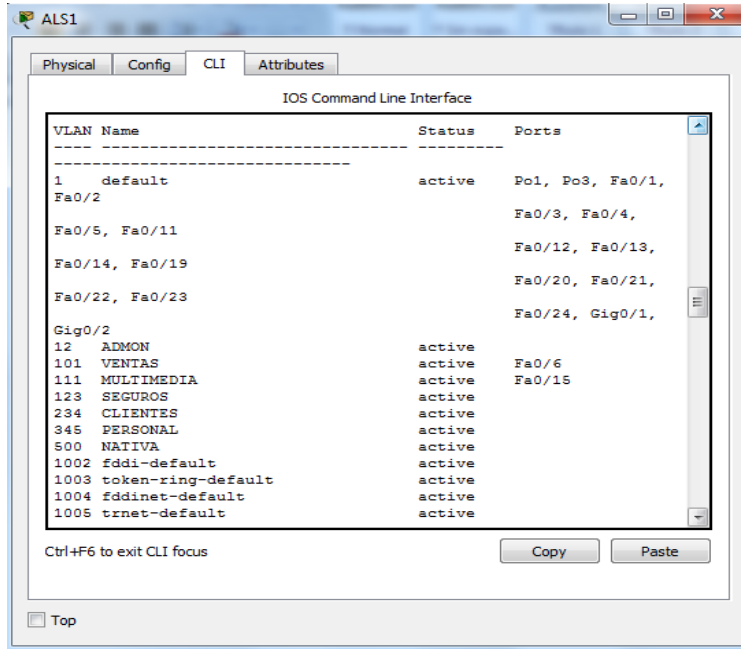 ALS1
Physical Config CLI Attributes
IOS Command Line Interface
VLAN Name Status Ports
---- -------------------------------- ---------
-------------------------------
1 default active Po1, Po3, Fa0/1,
Fa0/2
Fa0/3, Fa0/4,
Fa0/5, Fa0/11
Fa0/12, Fa0/13,
Fa0/14, Fa0/19
Fa0/20, Fa0/21,
Fa0/22, Fa0/23
Fa0/24, Gig0/1,
Gig0/2
12 ADMON active
101 VENTAS active Fa0/6
111 MULTIMEDIA active Fa0/15
123 SEGUROS active
234 CLIENTES active
345 PERSONAL active
500 NATIVA active
1002 fddi-default active
1003 token-ring-default active
1004 fddinet-default active
1005 trnet-default active
Ctrl+F6 to exit CLI focus Copy Paste
Top